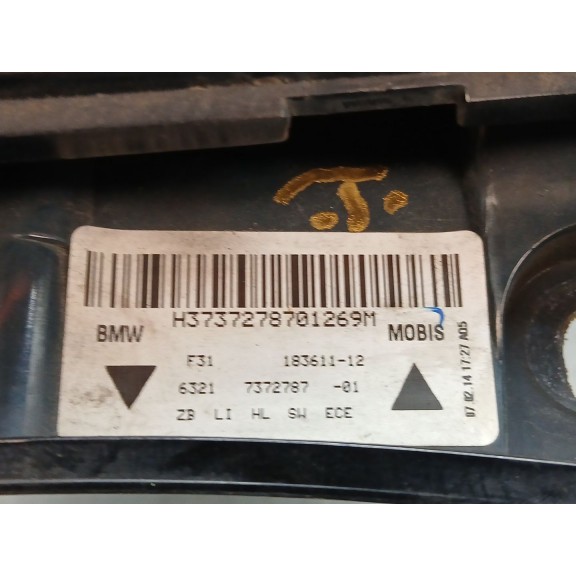 .J.
H3737278701269M
BMW MOBIS
F31 183611-12
6321 7372787 -01
ZB LI HL SW ECE
07.02.14 17:27 A05